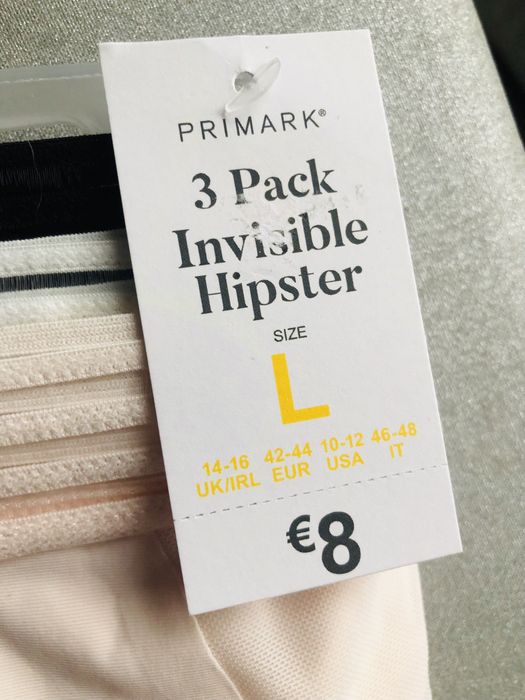 PRIMARK®
3 Pack
Invisible
Hipster
SIZE
L
14-16 42-44 10-12 46-48
UK/IRL EUR USA IT
€8